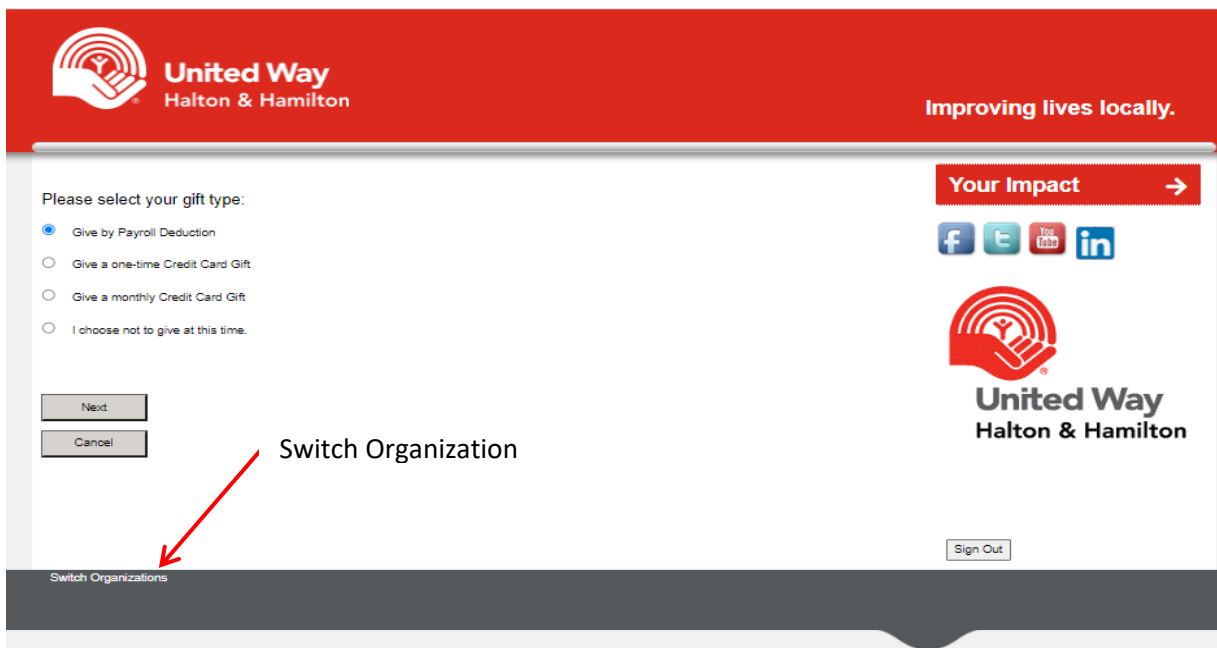 United Way
Halton & Hamilton
Improving lives locally.
Please select your gift type:
Give by Payroll Deduction
Give a one-time Credit Card Gift
Give a monthly Credit Card Gift
I choose not to give at this time.
Next
Cancel
Switch Organization
Your Impact
f
t
You
Tube
in
®
United Way
Halton & Hamilton
Sign Out
Switch Organizations